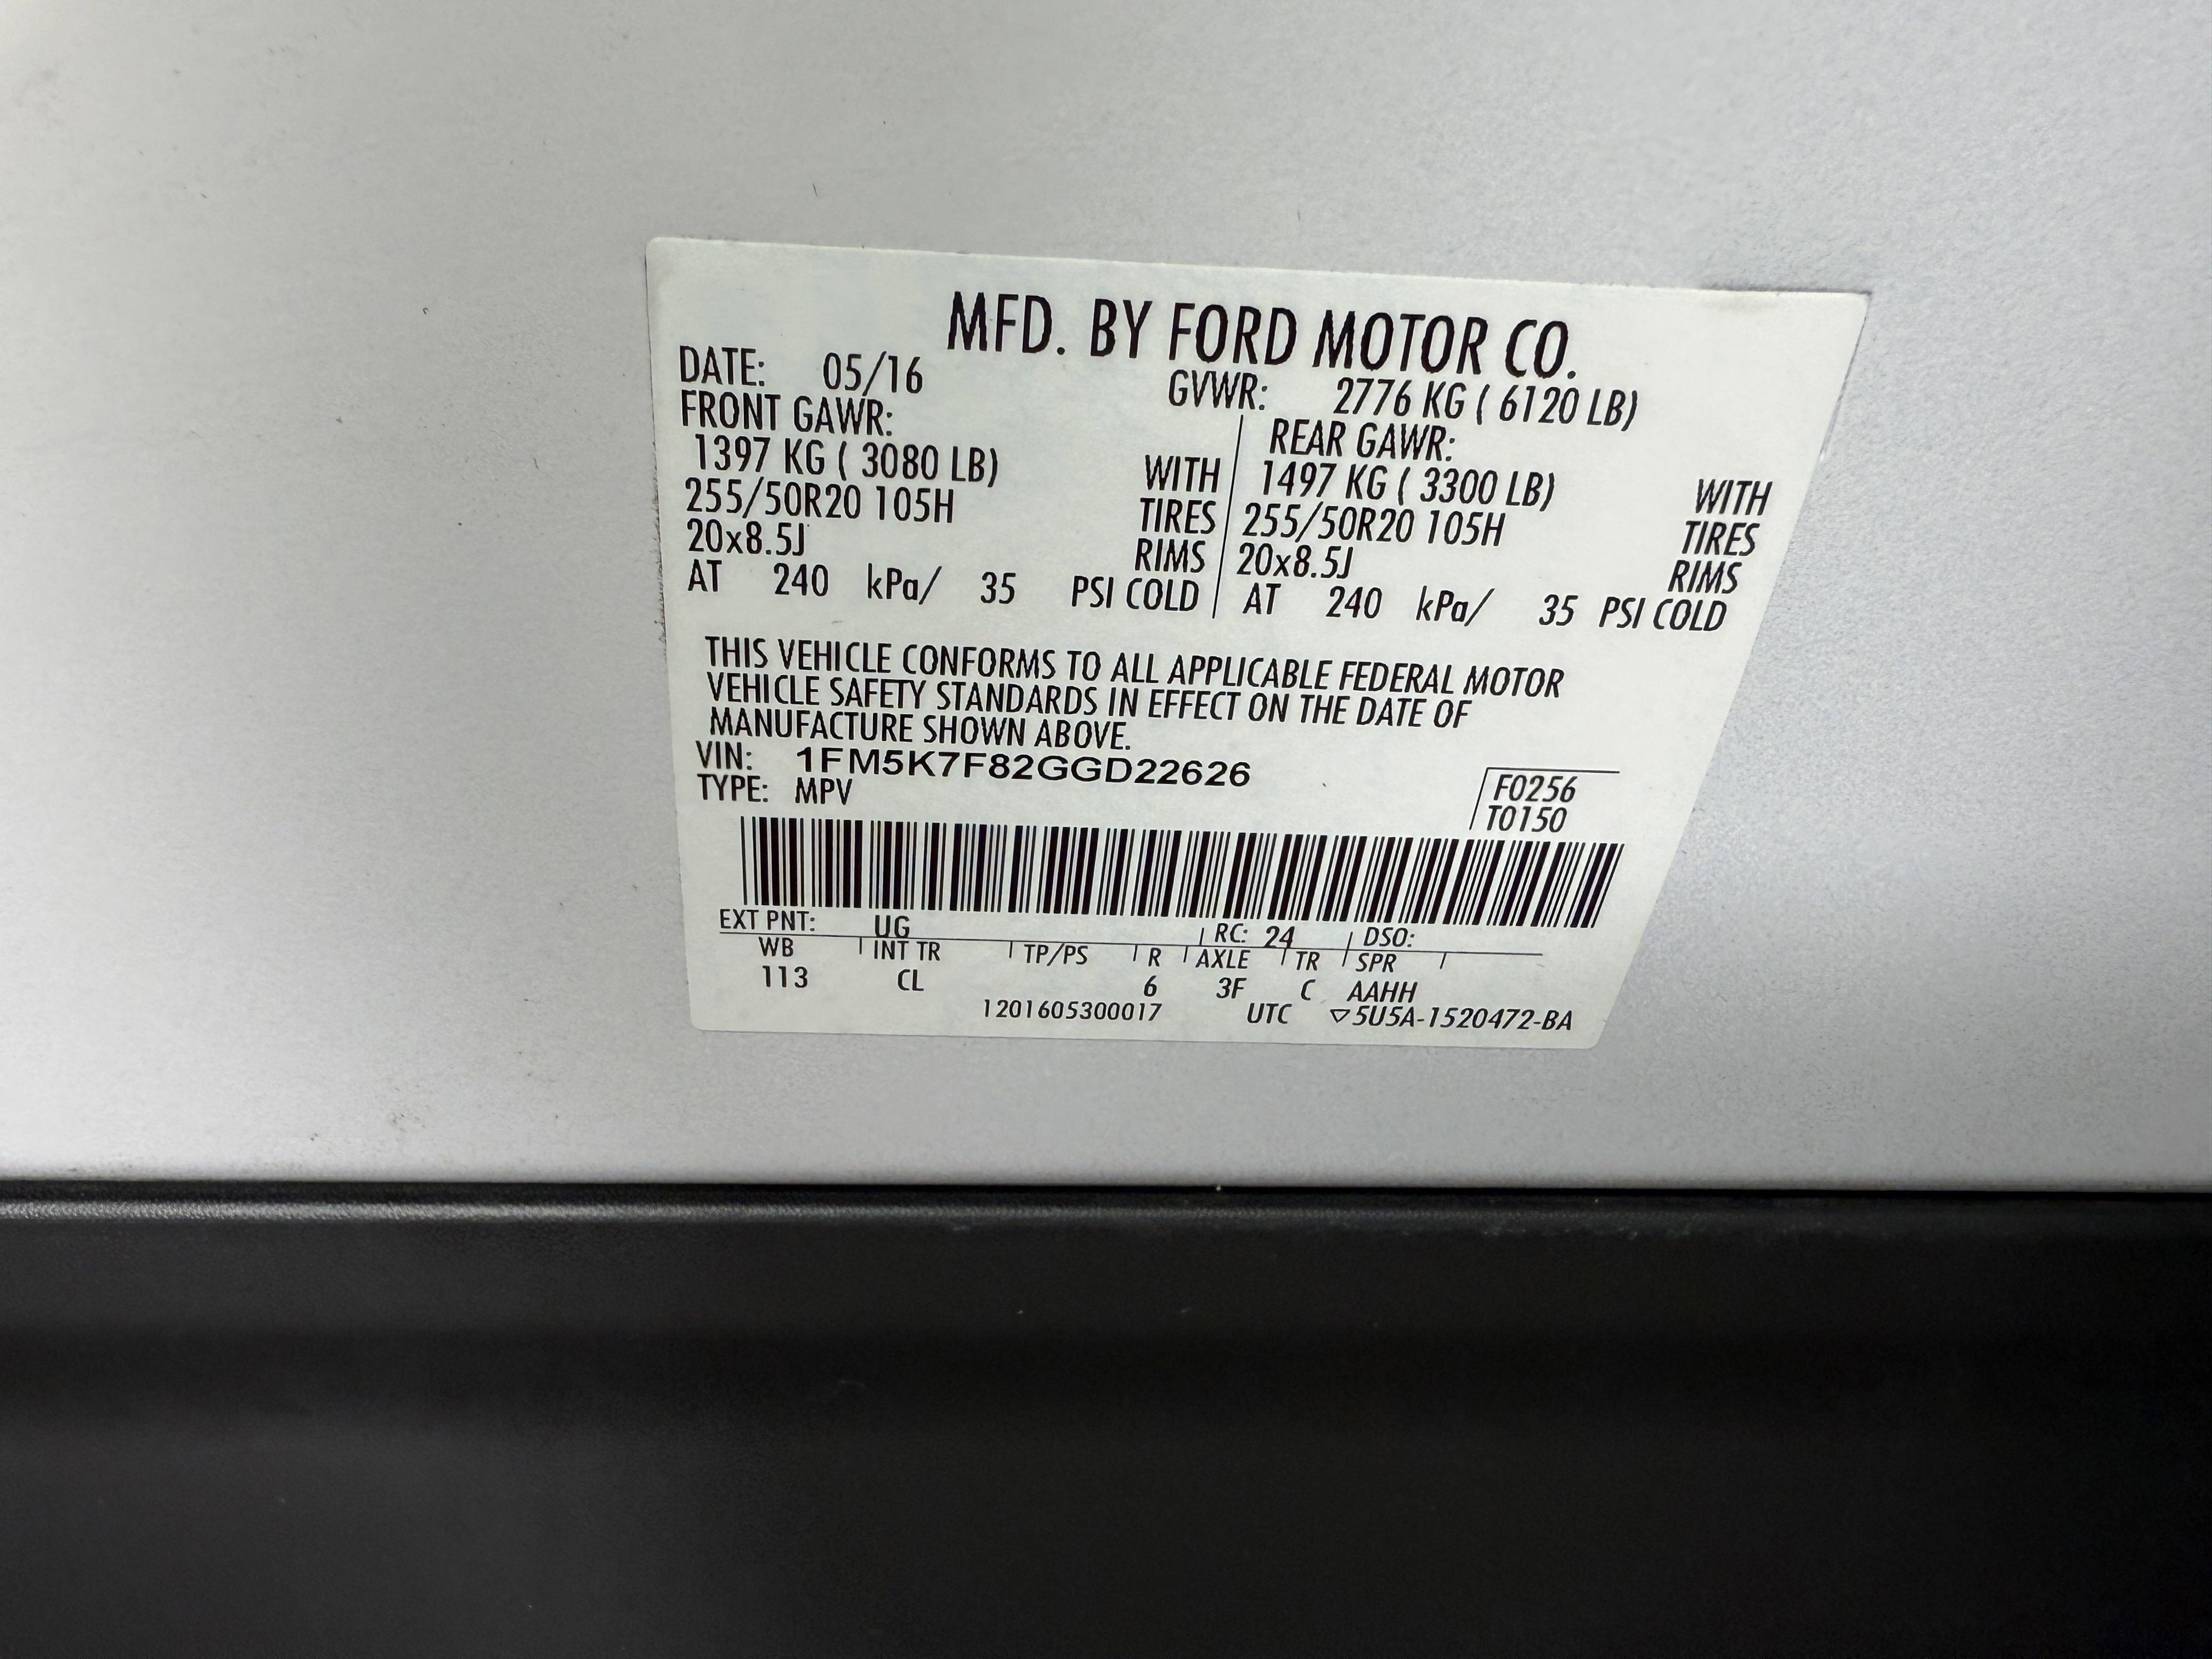 MFD. BY FORD MOTOR CO.
DATE: 05/16 GVWR: 2776 KG ( 6120 LB)
FRONT GAWR: REAR GAWR:
1397 KG ( 3080 LB) WITH 1497 KG ( 3300 LB) WITH
255/50R20 105H TIRES 255/50R20 105H TIRES
20x8.5J RIMS 20x8.5J RIMS
AT 240 kPa/ 35 PSI COLD AT 240 kPa/ 35 PSI COLD
THIS VEHICLE CONFORMS TO ALL APPLICABLE FEDERAL MOTOR
VEHICLE SAFETY STANDARDS IN EFFECT ON THE DATE OF
MANUFACTURE SHOWN ABOVE.
VIN: 1FM5K7F82GGD22626
TYPE: MPV F0256
T0150
EXT PNT: UG RC: 24 DSO:
WB INT TR TP/PS R AXLE TR SPR
113 CL 6 3F C AAHH
1201605300017 UTC ▽5U5A-1520472-BA